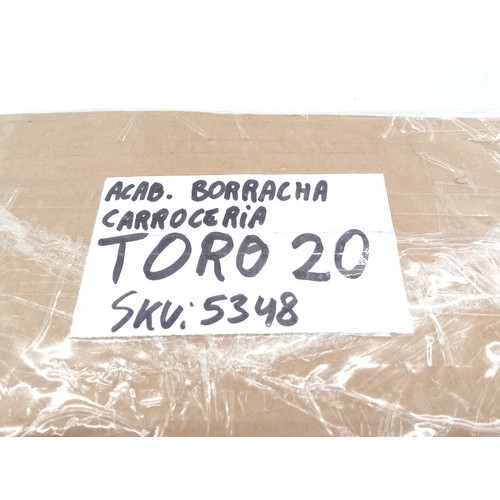 ACAB. BORRACHA
CARROCERIA
TORO 20
SKU: 5348